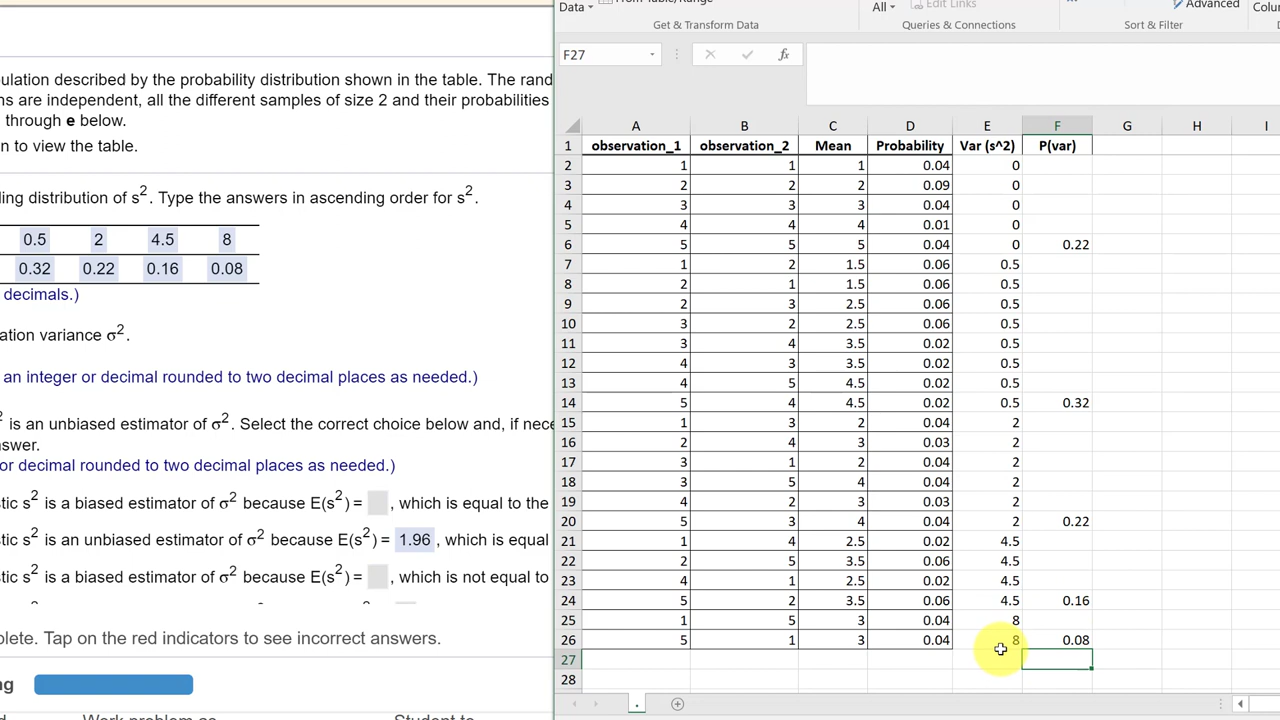 ulation described by the probability distribution shown in the table. The rand
ns are independent, all the different samples of size 2 and their probabilities
through e below.
n to view the table.
ling distribution of s². Type the answers in ascending order for s².
0.5 2 4.5 8
0.32 0.22 0.16 0.08
decimals.)
ation variance σ².
an integer or decimal rounded to two decimal places as needed.)
² is an unbiased estimator of σ². Select the correct choice below and, if nece
nswer.
or decimal rounded to two decimal places as needed.)
stic s² is a biased estimator of σ² because E(s²) = , which is equal to the
stic s² is an unbiased estimator of σ² because E(s²) = 1.96 , which is equal
stic s² is a biased estimator of σ² because E(s²) = , which is not equal to
plete. Tap on the red indicators to see incorrect answers.
ng
Data All Edit Links Advanced
Get & Transform Data Queries & Connections Sort & Filter
F27 fx
A B C D E F G H I
1 observation_1 observation_2 Mean Probability Var (s^2) P(var)
2 1 1 1 0.04 0
3 2 2 2 0.09 0
4 3 3 3 0.04 0
5 4 4 4 0.01 0
6 5 5 5 0.04 0 0.22
7 1 2 1.5 0.06 0.5
8 2 1 1.5 0.06 0.5
9 2 3 2.5 0.06 0.5
10 3 2 2.5 0.06 0.5
11 3 4 3.5 0.02 0.5
12 4 3 3.5 0.02 0.5
13 4 5 4.5 0.02 0.5
14 5 4 4.5 0.02 0.5 0.32
15 1 3 2 0.04 2
16 2 4 3 0.03 2
17 3 1 2 0.04 2
18 3 5 4 0.04 2
19 4 2 3 0.03 2
20 5 3 4 0.04 2 0.22
21 1 4 2.5 0.02 4.5
22 2 5 3.5 0.06 4.5
23 4 1 2.5 0.02 4.5
24 5 2 3.5 0.06 4.5 0.16
25 1 5 3 0.04 8
26 5 1 3 0.04 8 0.08
27
28